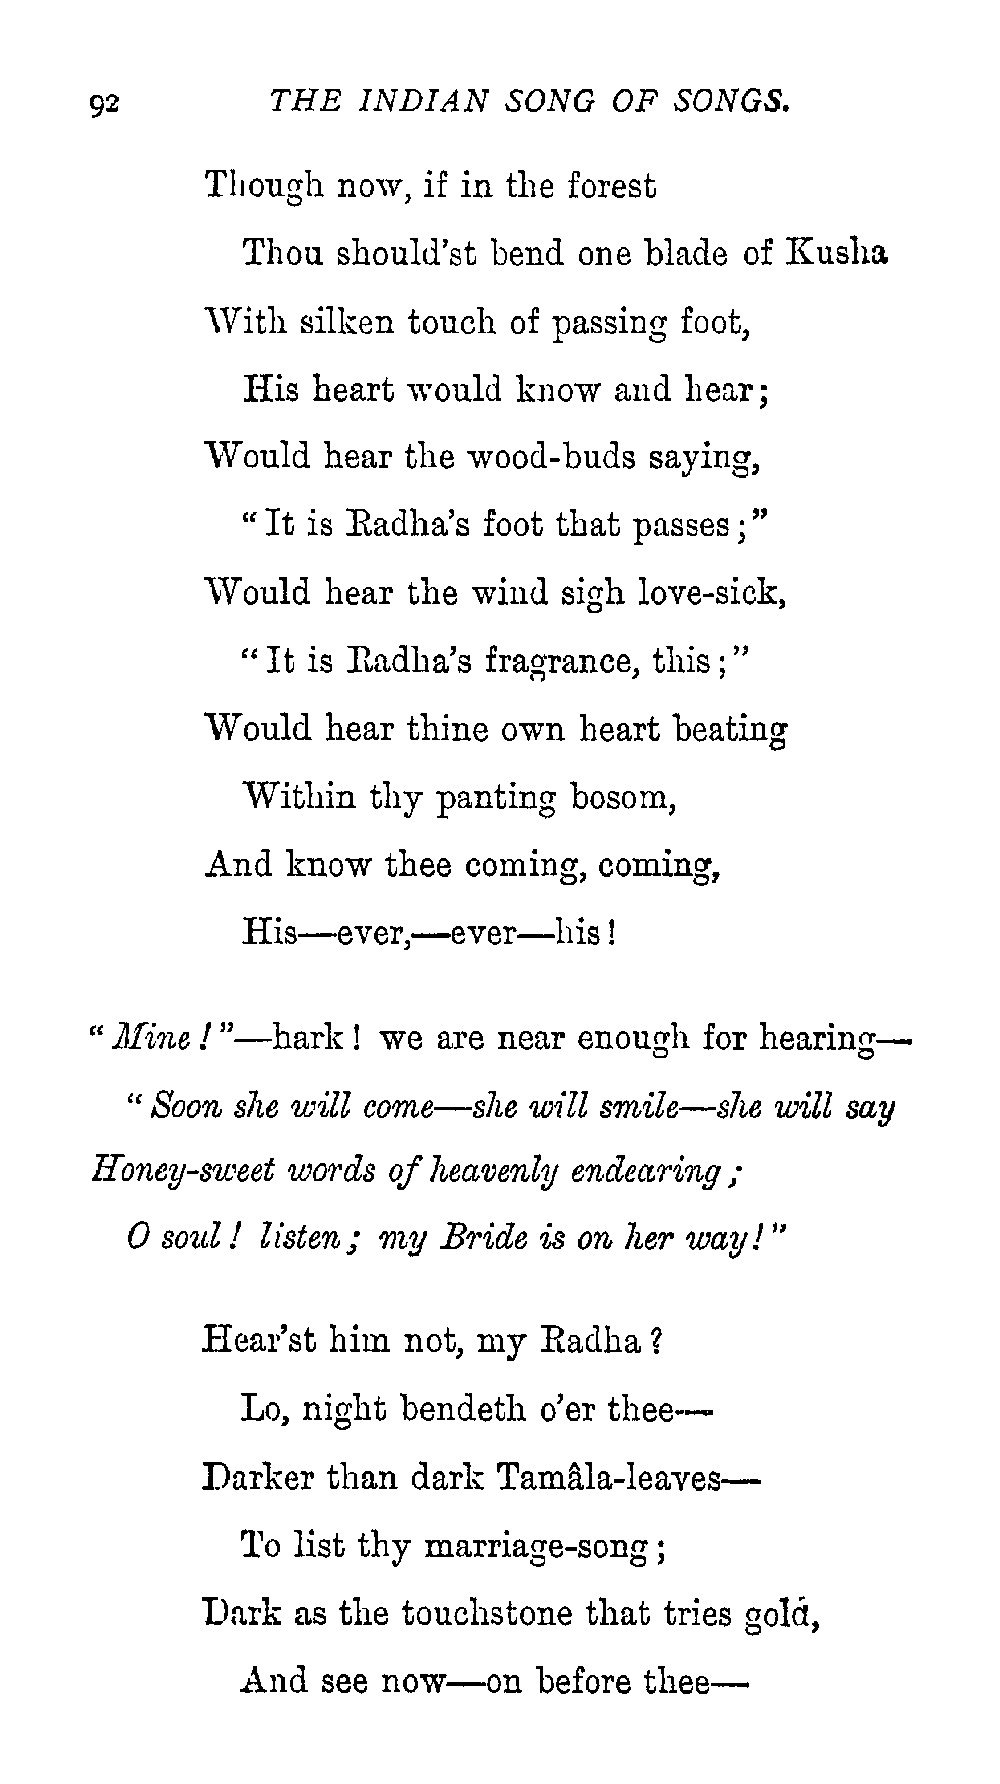 92 THE INDIAN SONG OF SONGS.
Though now, if in the forest
Thou should'st bend one blade of Kusha
With silken touch of passing foot,
His heart would know and hear;
Would hear the wood-buds saying,
"It is Radha's foot that passes;"
Would hear the wind sigh love-sick,
"It is Radha's fragrance, this;"
Would hear thine own heart beating
Within thy panting bosom,
And know thee coming, coming,
His—ever,—ever—his!
"Mine!"—hark! we are near enough for hearing—
"Soon she will come—she will smile—she will say
Honey-sweet words of heavenly endearing;
O soul! listen; my Bride is on her way!"
Hear'st him not, my Radha?
Lo, night bendeth o'er thee—
Darker than dark Tamâla-leaves—
To list thy marriage-song;
Dark as the touchstone that tries gold,
And see now—on before thee—